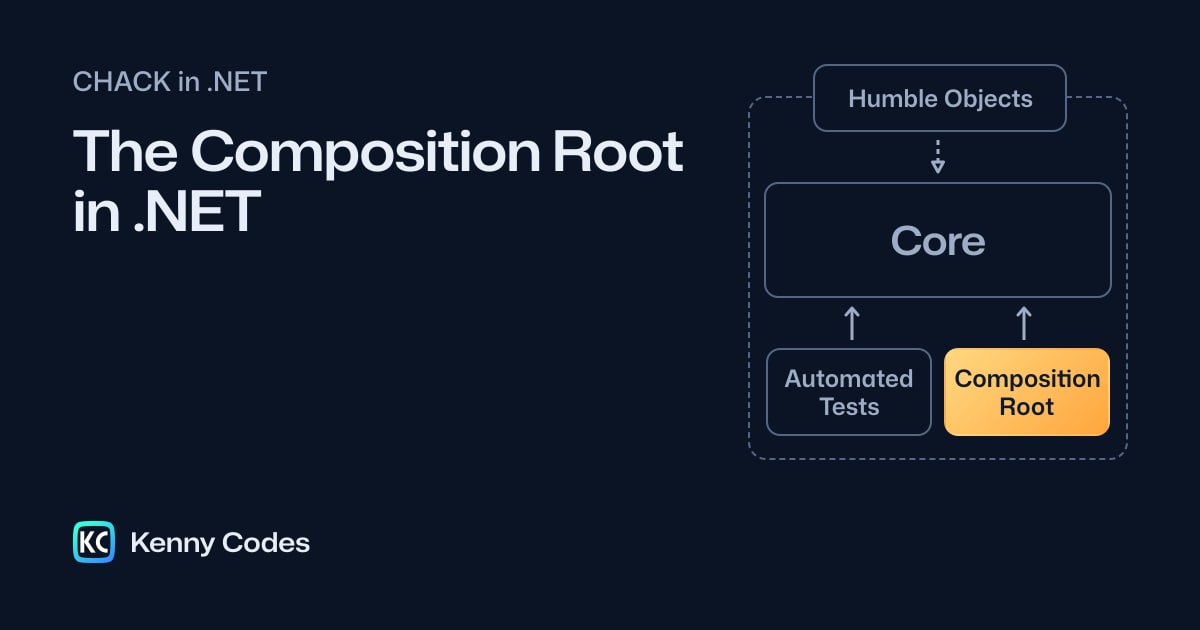 CHACK in .NET
The Composition Root
in .NET
Humble Objects
Core
Automated
Tests
Composition
Root
KC
Kenny Codes